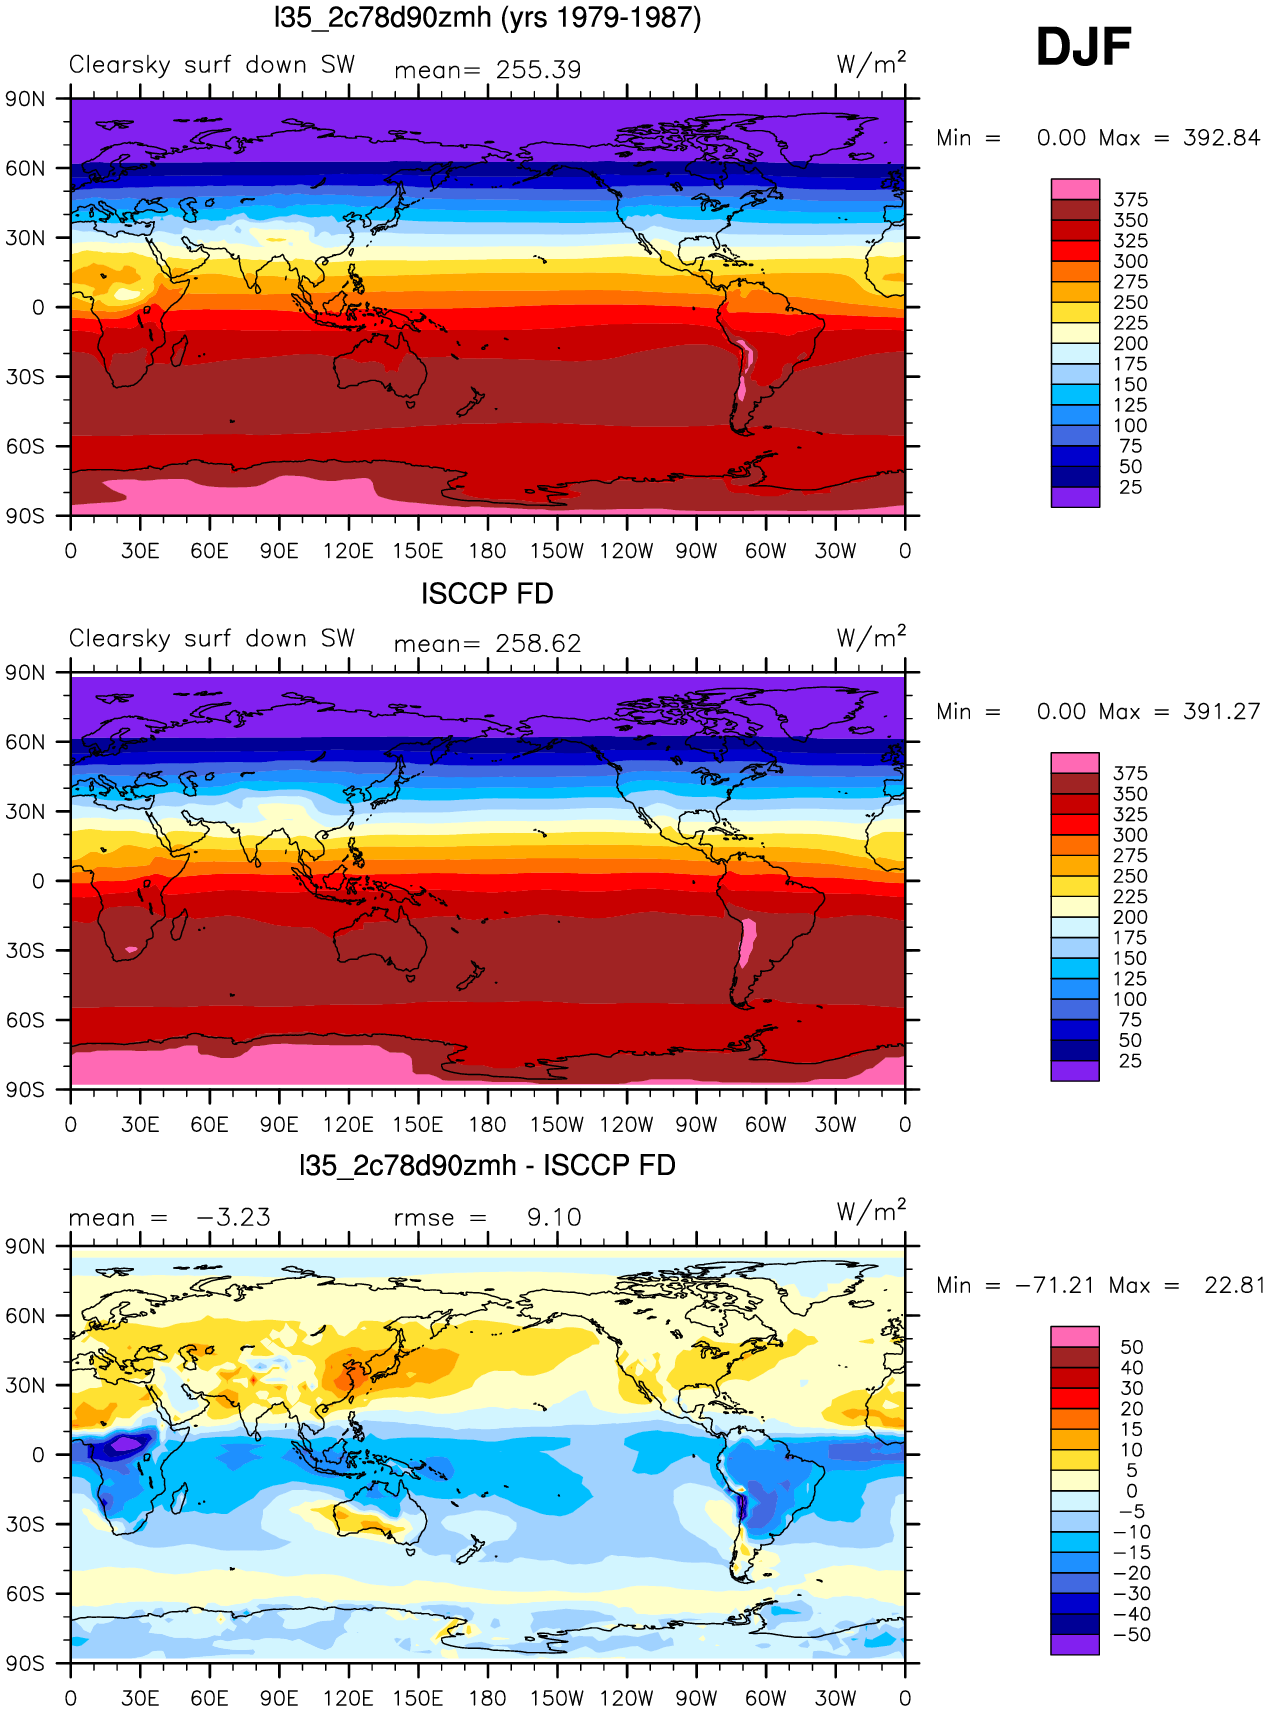 l35_2c78d90zmh (yrs 1979-1987)
DJF
Clearsky surf down SW mean= 255.39 W/m²
Min = 0.00 Max = 392.84
90N
60N
30N
0
30S
60S
90S
0 30E 60E 90E 120E 150E 180 150W 120W 90W 60W 30W 0
375
350
325
300
275
250
225
200
175
150
125
100
75
50
25
ISCCP FD
Clearsky surf down SW mean= 258.62 W/m²
Min = 0.00 Max = 391.27
90N
60N
30N
0
30S
60S
90S
0 30E 60E 90E 120E 150E 180 150W 120W 90W 60W 30W 0
375
350
325
300
275
250
225
200
175
150
125
100
75
50
25
l35_2c78d90zmh - ISCCP FD
mean = −3.23 rmse = 9.10 W/m²
Min = −71.21 Max = 22.81
90N
60N
30N
0
30S
60S
90S
0 30E 60E 90E 120E 150E 180 150W 120W 90W 60W 30W 0
50
40
30
20
15
10
5
0
−5
−10
−15
−20
−30
−40
−50